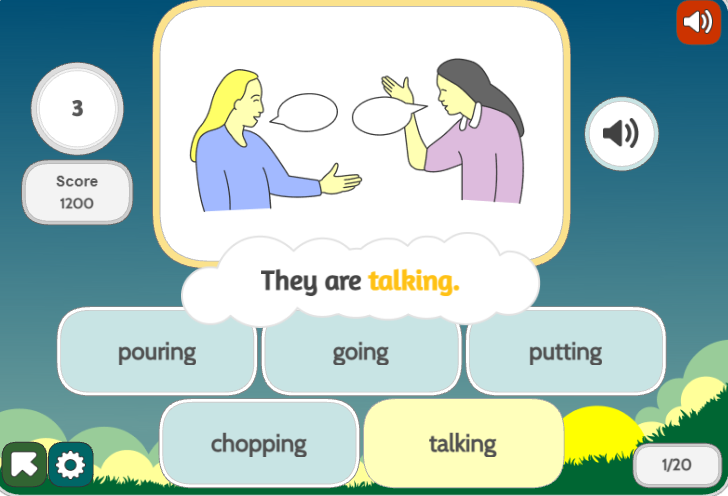 3
Score
1200
They are talking.
pouring
going
putting
chopping
talking
1/20